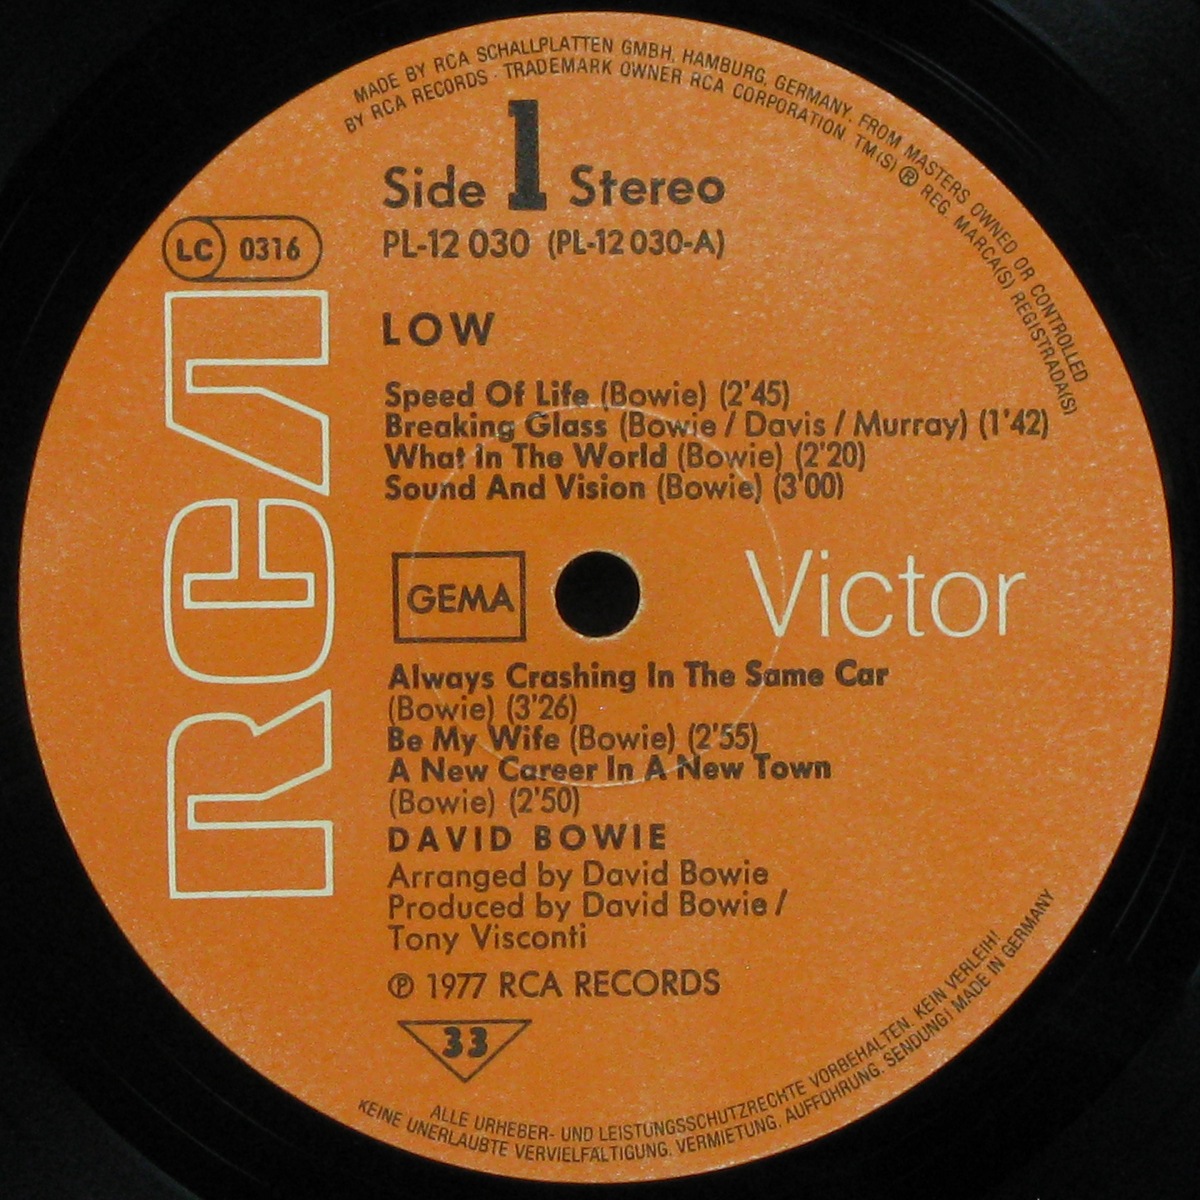 MADE BY RCA SCHALLPLATTEN GMBH, HAMBURG, GERMANY. FROM MASTERS OWNED OR CONTROLLED
BY RCA RECORDS · TRADEMARK OWNER RCA CORPORATION TM(S) ® REG. MARCA(S) REGISTRADA(S)
Side 1 Stereo
PL-12 030 (PL-12 030-A)
LC 0316
RCA
LOW
Speed Of Life (Bowie) (2'45)
Breaking Glass (Bowie / Davis / Murray) (1'42)
What In The World (Bowie) (2'20)
Sound And Vision (Bowie) (3'00)
GEMA
Victor
Always Crashing In The Same Car
(Bowie) (3'26)
Be My Wife (Bowie) (2'55)
A New Career In A New Town
(Bowie) (2'50)
DAVID BOWIE
Arranged by David Bowie
Produced by David Bowie /
Tony Visconti
℗ 1977 RCA RECORDS
33
ALLE URHEBER- UND LEISTUNGSSCHUTZRECHTE VORBEHALTEN. KEIN VERLEIH!
KEINE UNERLAUBTE VERVIELFÄLTIGUNG, VERMIETUNG, AUFFÜHRUNG, SENDUNG! MADE IN GERMANY